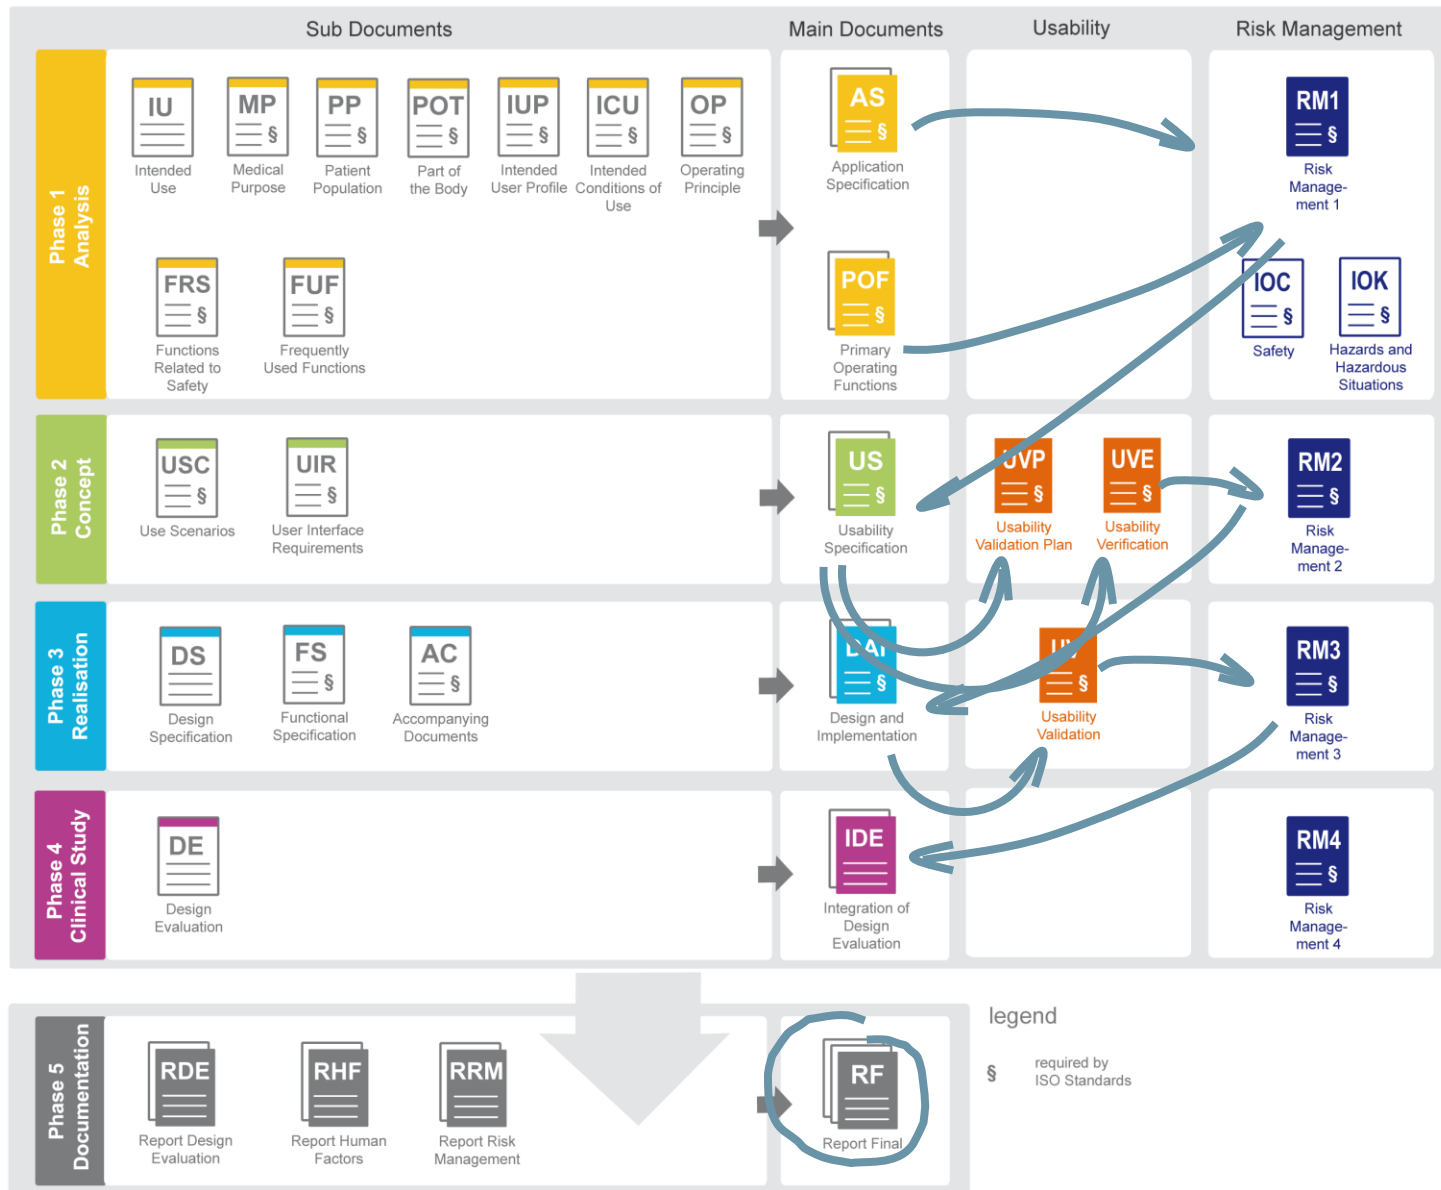 Sub Documents
Main Documents
Usability
Risk Management
Phase 1
Analysis
IU
§
MP
§
PP
§
POT
§
IUP
§
ICU
§
OP
AS
§
RM1
§
Intended
Use
Medical
Purpose
Patient
Population
Part of
the Body
Intended
User Profile
Intended
Conditions of
Use
Operating
Principle
Application
Specification
Risk
Manage-
ment 1
FRS
§
FUF
§
POF
§
IOC
§
IOK
§
Functions
Related to
Safety
Frequently
Used Functions
Primary
Operating
Functions
Safety
Hazards and
Hazardous
Situations
Phase 2
Concept
USC
§
UIR
§
US
§
UVP
§
UVE
§
RM2
§
Use Scenarios
User Interface
Requirements
Usability
Specification
Usability
Validation Plan
Usability
Verification
Risk
Manage-
ment 2
Phase 3
Realisation
DS
FS
§
AC
§
DAI
§
UV
§
RM3
§
Design
Specification
Functional
Specification
Accompanying
Documents
Design and
Implementation
Usability
Validation
Risk
Manage-
ment 3
Phase 4
Clinical Study
DE
IDE
RM4
§
Design
Evaluation
Integration of
Design
Evaluation
Risk
Manage-
ment 4
Phase 5
Documentation
RDE
RHF
RRM
RF
Report Design
Evaluation
Report Human
Factors
Report Risk
Management
Report Final
legend
§
required by
ISO Standards